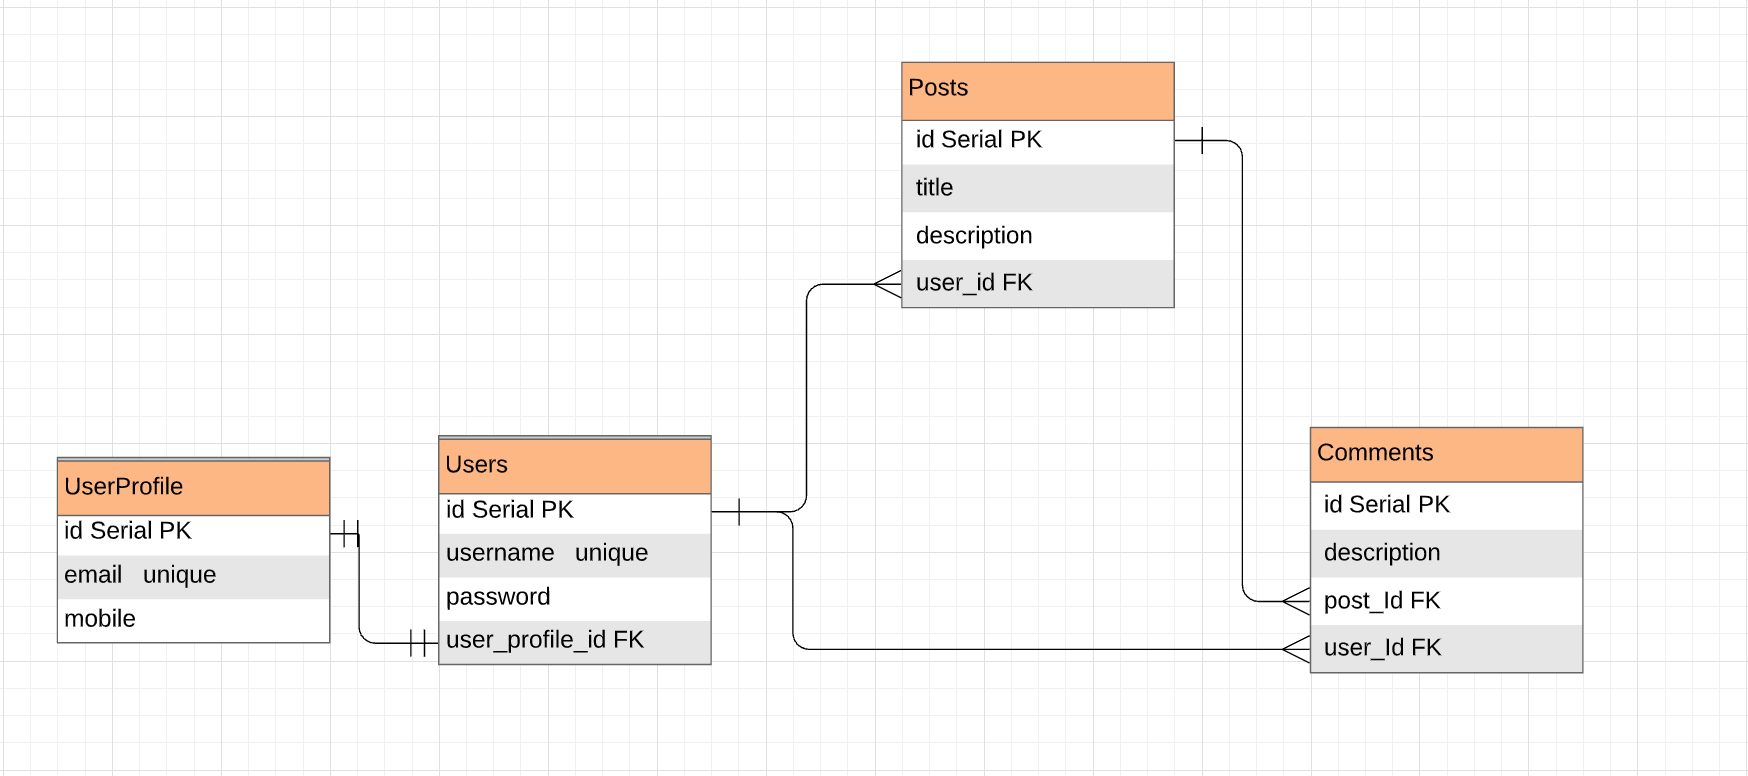 Posts
id Serial PK
title
description
user_id FK
UserProfile
id Serial PK
email unique
mobile
Users
id Serial PK
username unique
password
user_profile_id FK
Comments
id Serial PK
description
post_Id FK
user_Id FK